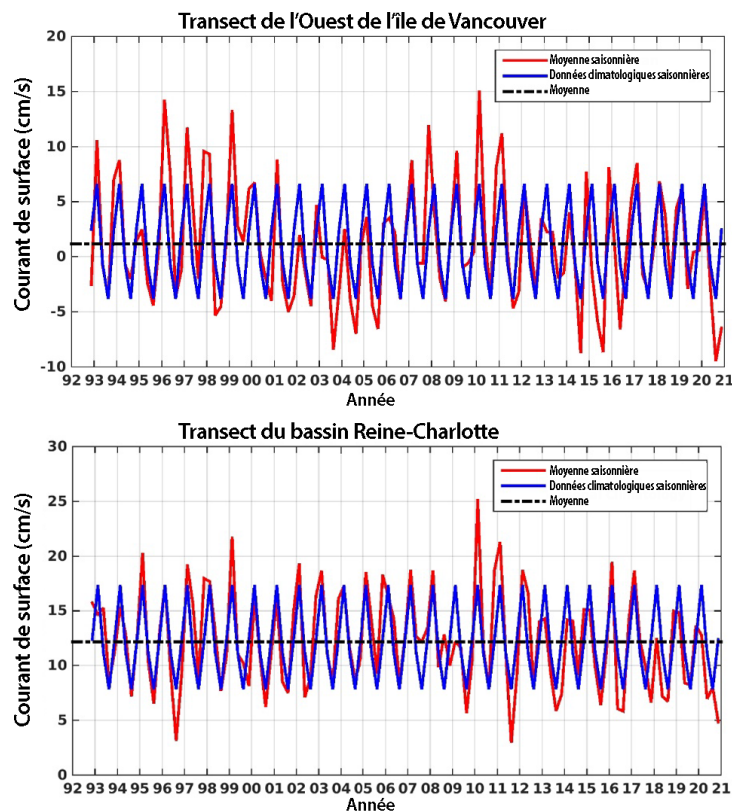 Transect de l’Ouest de l’île de Vancouver
Courant de surface (cm/s)
20
15
10
5
0
-5
-10
Moyenne saisonnière
Données climatologiques saisonnières
Moyenne
92 93 94 95 96 97 98 99 00 01 02 03 04 05 06 07 08 09 10 11 12 13 14 15 16 17 18 19 20 21
Année
Transect du bassin Reine-Charlotte
Courant de surface (cm/s)
30
25
20
15
10
5
0
Moyenne saisonnière
Données climatologiques saisonnières
Moyenne
92 93 94 95 96 97 98 99 00 01 02 03 04 05 06 07 08 09 10 11 12 13 14 15 16 17 18 19 20 21
Année